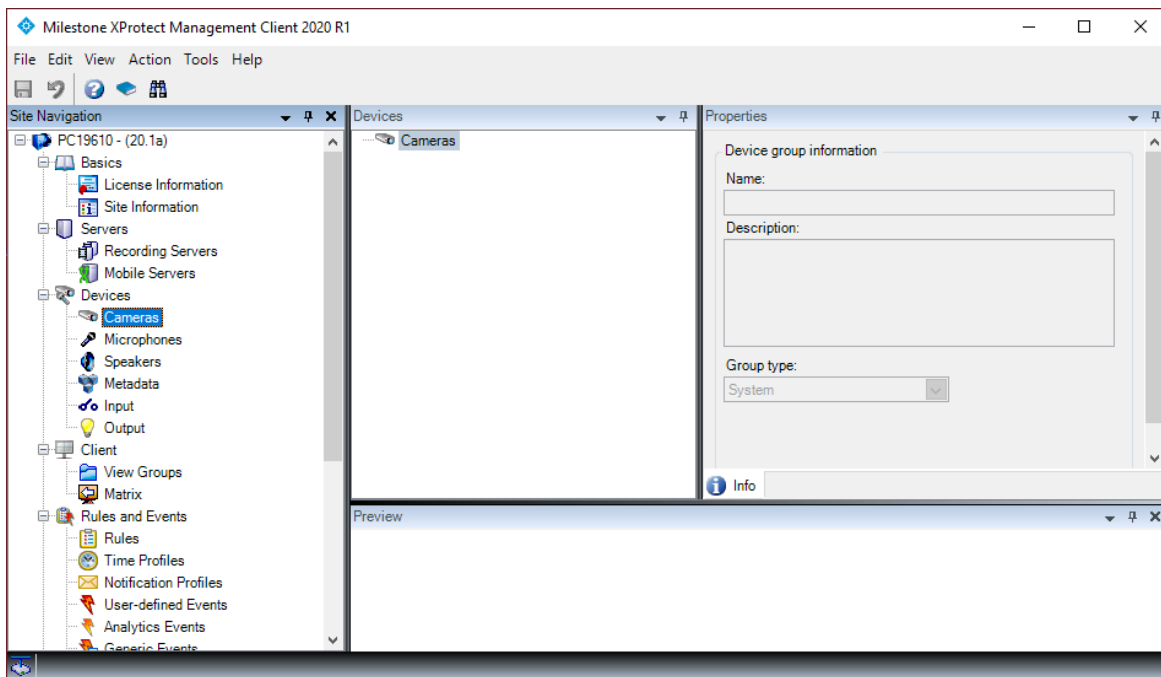 Milestone XProtect Management Client 2020 R1
File Edit View Action Tools Help
Site Navigation
PC19610 - (20.1a)
Basics
License Information
Site Information
Servers
Recording Servers
Mobile Servers
Devices
Cameras
Microphones
Speakers
Metadata
Input
Output
Client
View Groups
Matrix
Rules and Events
Rules
Time Profiles
Notification Profiles
User-defined Events
Analytics Events
Generic Events
Devices
Cameras
Properties
Device group information
Name:
Description:
Group type:
System
Info
Preview